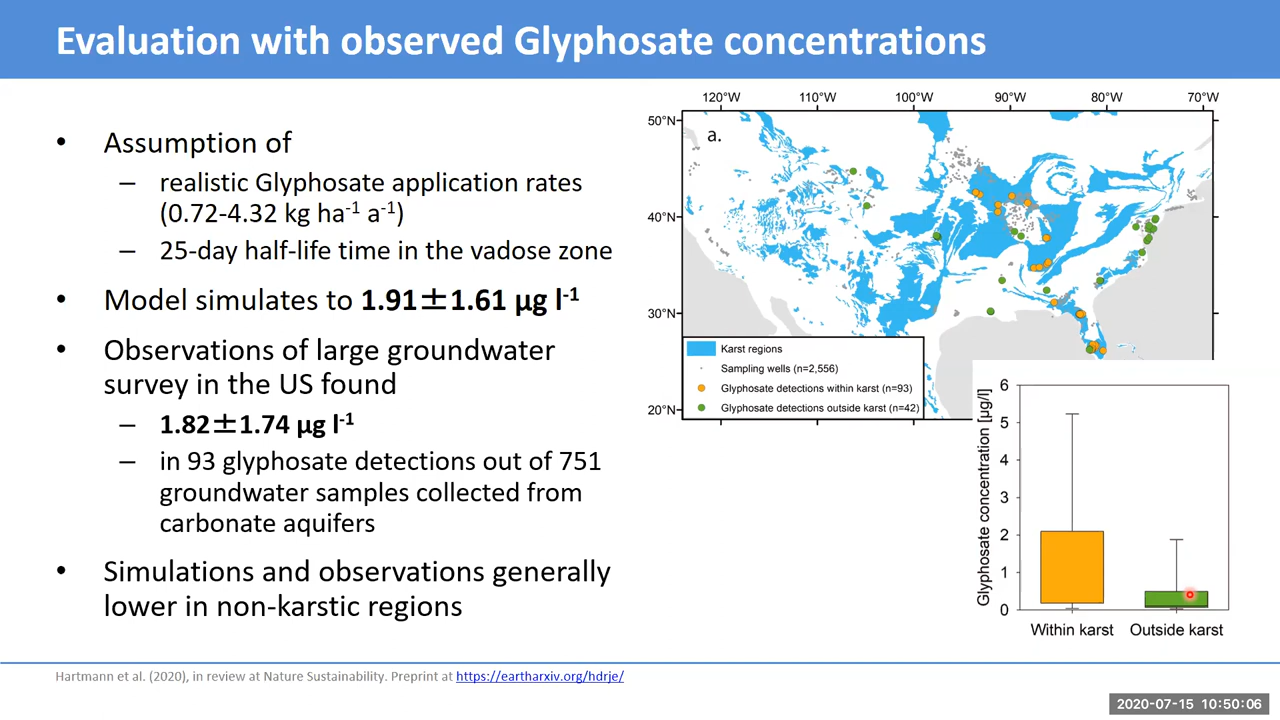 Evaluation with observed Glyphosate concentrations
• Assumption of
– realistic Glyphosate application rates
(0.72-4.32 kg ha-1 a-1)
– 25-day half-life time in the vadose zone
• Model simulates to 1.91±1.61 µg l-1
• Observations of large groundwater
survey in the US found
– 1.82±1.74 µg l-1
– in 93 glyphosate detections out of 751
groundwater samples collected from
carbonate aquifers
• Simulations and observations generally
lower in non-karstic regions
120°W 110°W 100°W 90°W 80°W 70°W
50°N
40°N
30°N
20°N
a.
Karst regions
Sampling wells (n=2,556)
Glyphosate detections within karst (n=93)
Glyphosate detections outside karst (n=42)
Glyphosate concentration [µg/l]
6
5
4
3
2
1
0
Within karst Outside karst
Hartmann et al. (2020), in review at Nature Sustainability. Preprint at https://eartharxiv.org/hdrje/
2020-07-15 10:50:06